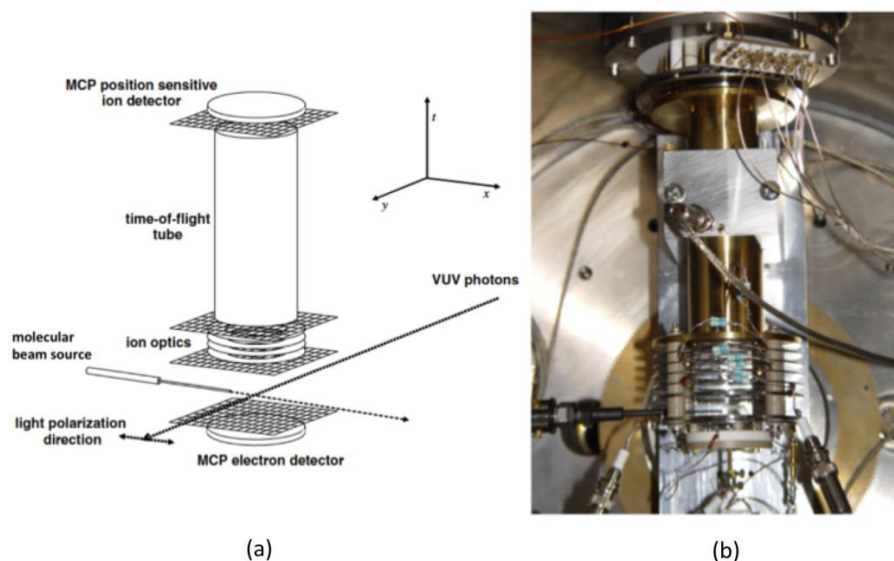 MCP position sensitive
ion detector
t
y
x
time-of-flight
tube
VUV photons
ion optics
molecular
beam source
light polarization
direction
MCP electron detector
(a)
(b)